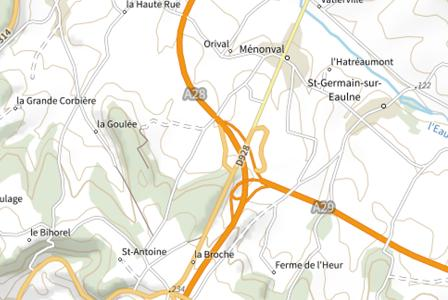 la Haute Rue
Vatierville
314
Orival
Ménonval
l'Hatréaumont
.122
St-Germain-sur-
Eaulne
A28
la Grande Corbière
la Goulée
l'Eau
D928
A29
le Bihorel
St-Antoine
la Broche
Ferme de l'Heur
.234